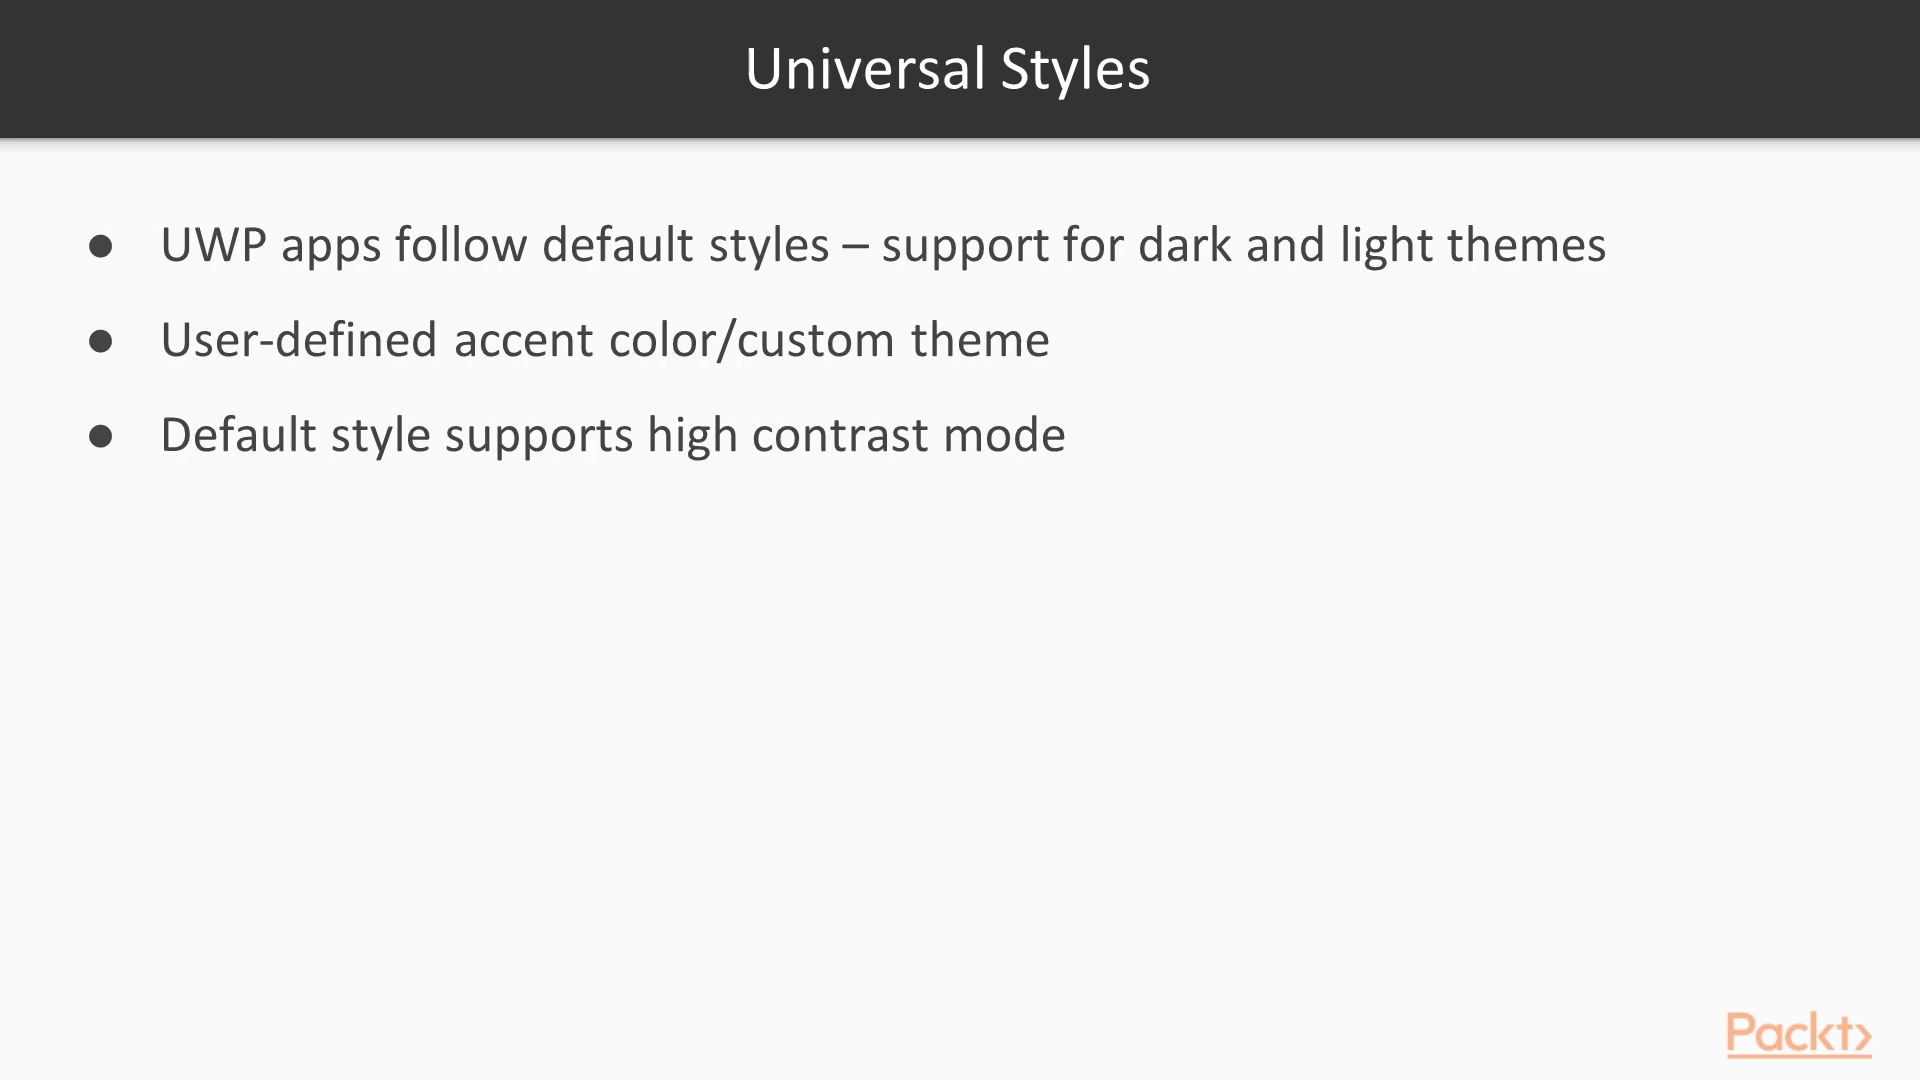 Universal Styles
● UWP apps follow default styles – support for dark and light themes
● User-defined accent color/custom theme
● Default style supports high contrast mode
Packt>